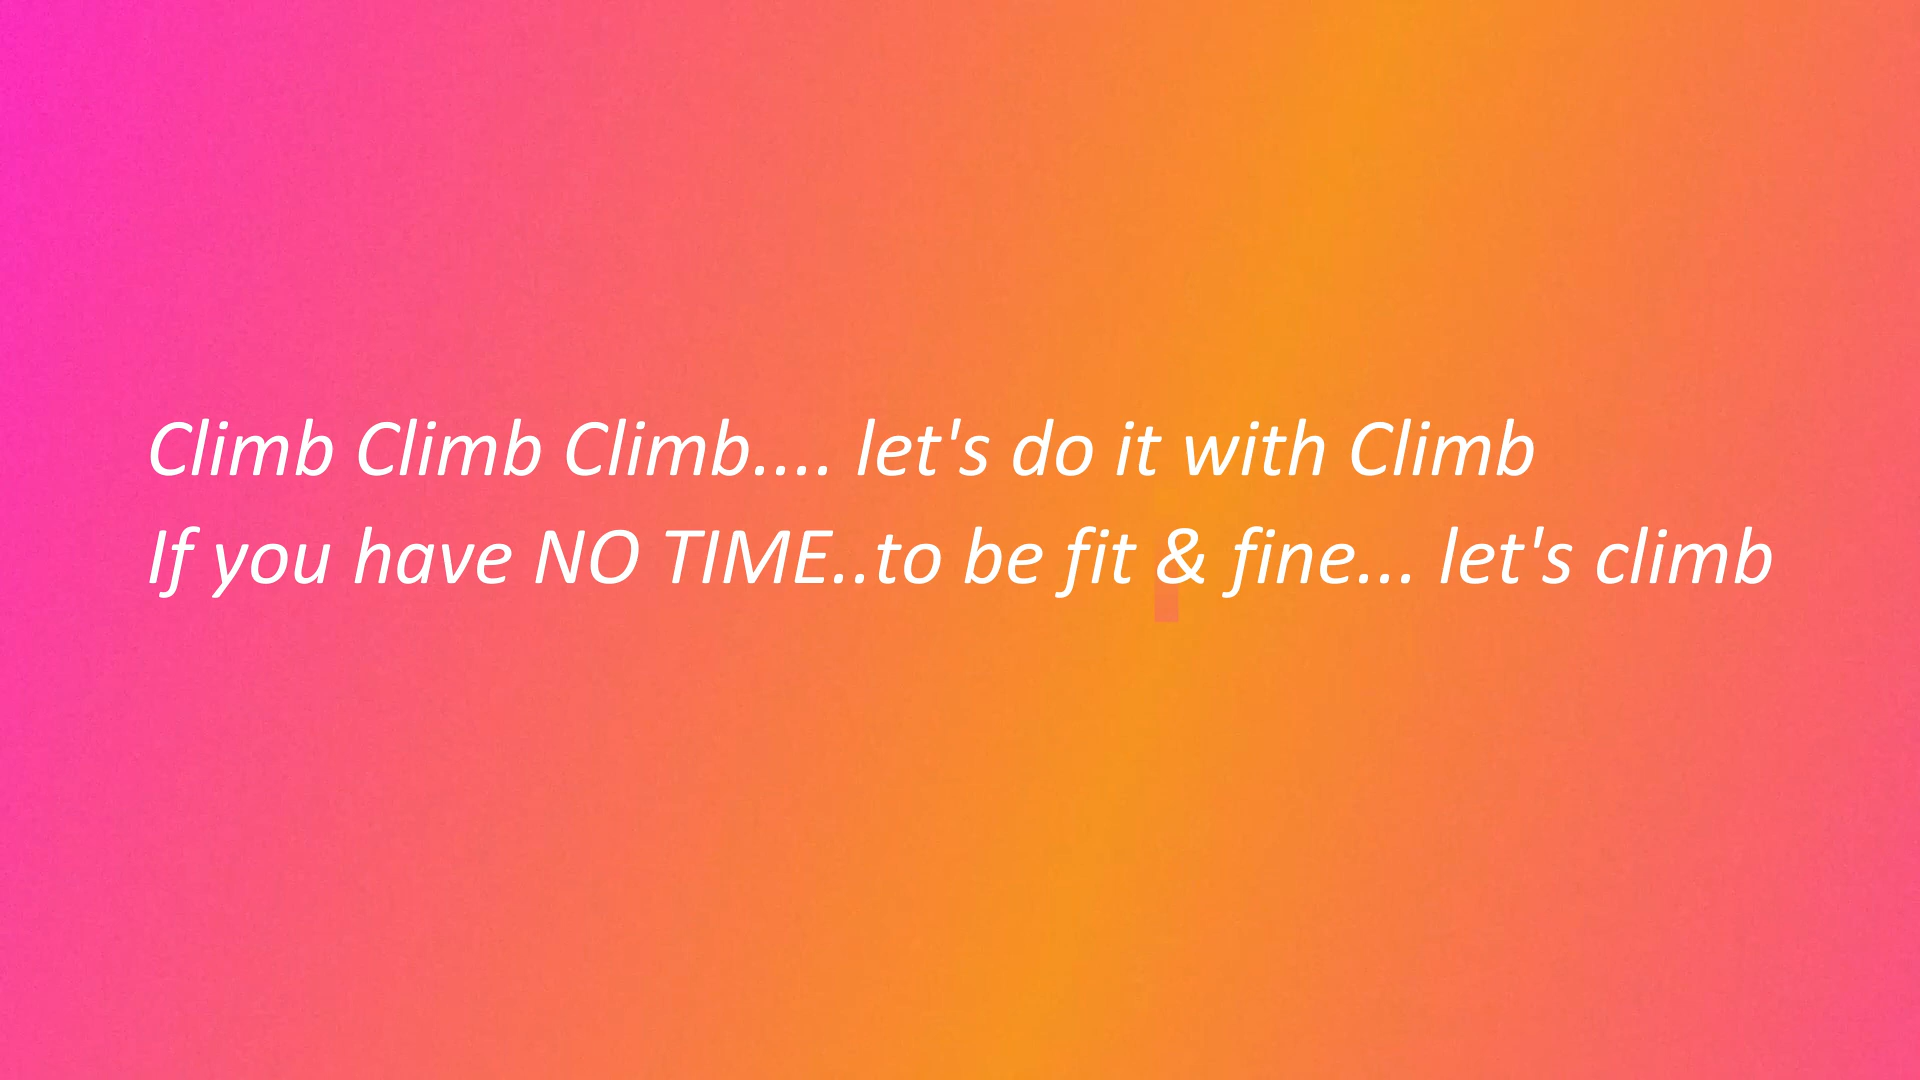 Climb Climb Climb.... let's do it with Climb
If you have NO TIME..to be fit & fine... let's climb